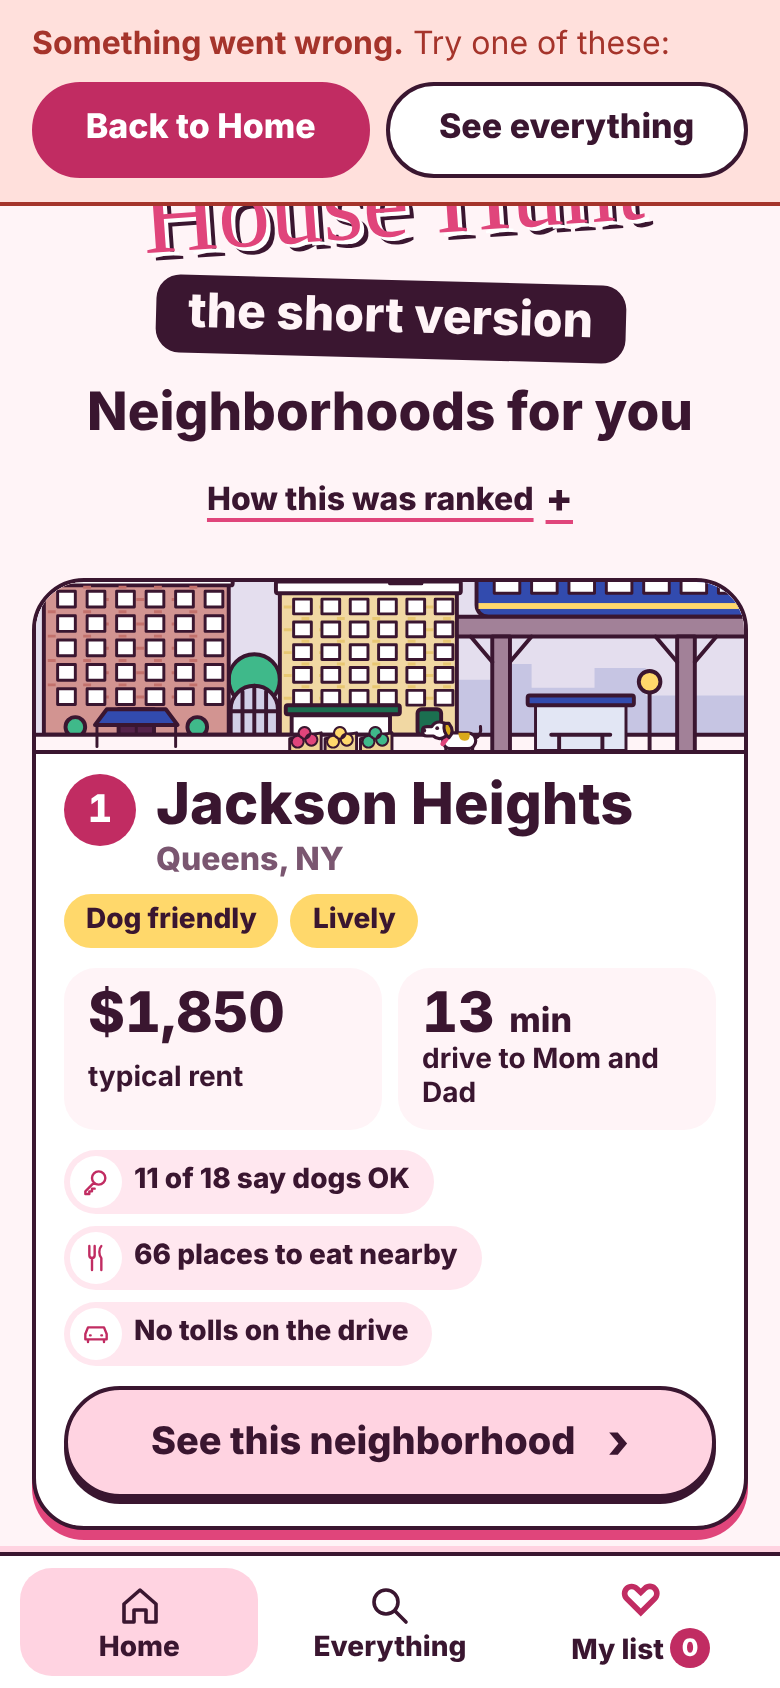 Something went wrong. Try one of these:
Back to Home
See everything
House Hunt
the short version
Neighborhoods for you
How this was ranked +
1
Jackson Heights
Queens, NY
Dog friendly
Lively
$1,850
typical rent
13 min
drive to Mom and
Dad
11 of 18 say dogs OK
66 places to eat nearby
No tolls on the drive
See this neighborhood ›
Home
Everything
My list 0